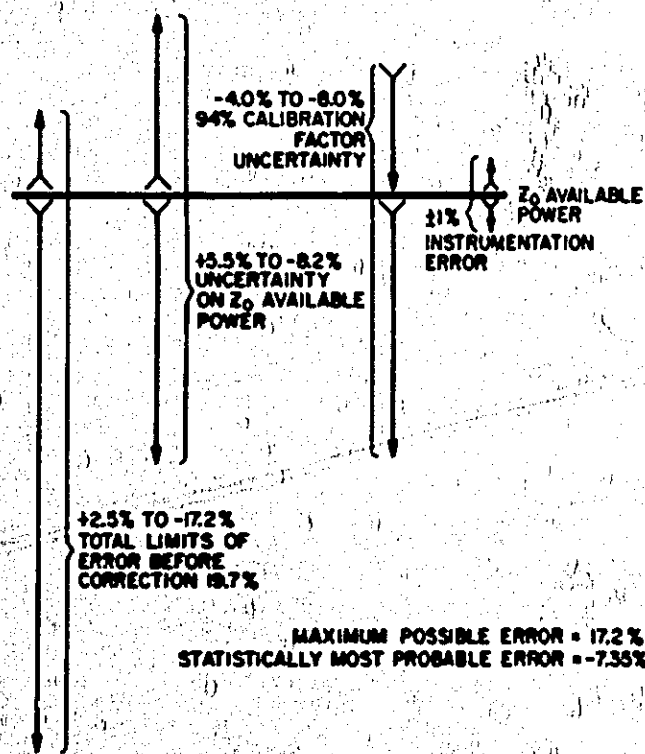 -4.0% TO -8.0%
94% CALIBRATION
FACTOR
UNCERTAINTY
Z0 AVAILABLE
POWER
±1%
INSTRUMENTATION
ERROR
+5.5% TO -8.2%
UNCERTAINTY
ON Z0 AVAILABLE
POWER
+2.5% TO -17.2%
TOTAL LIMITS OF
ERROR BEFORE
CORRECTION 19.7%
MAXIMUM POSSIBLE ERROR = 17.2%
STATISTICALLY MOST PROBABLE ERROR = -7.35%